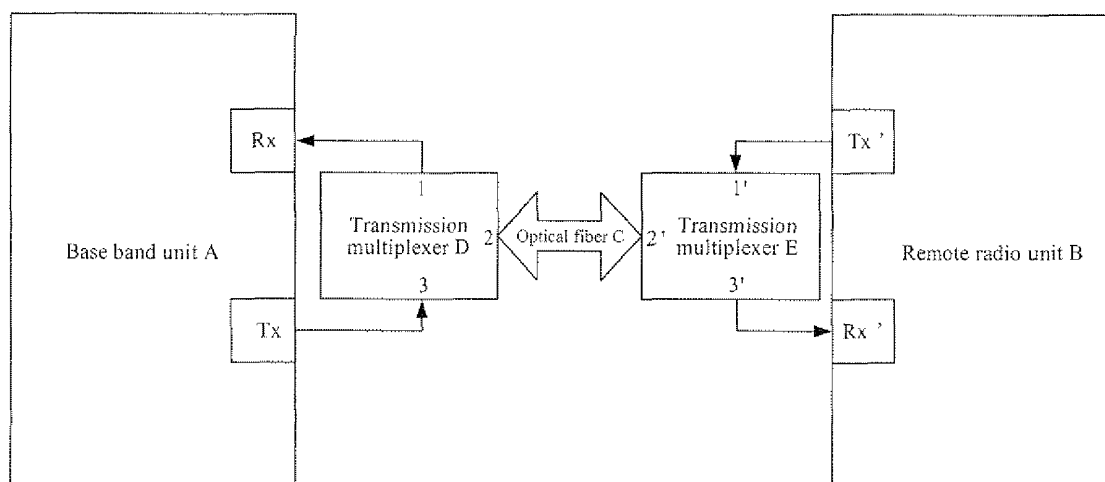 Rx
Tx '
1
1'
Transmission
multiplexer D
2
Optical fiber C
2 '
Transmission
multiplexer E
Base band unit A
Remote radio unit B
3
3'
Tx
Rx '